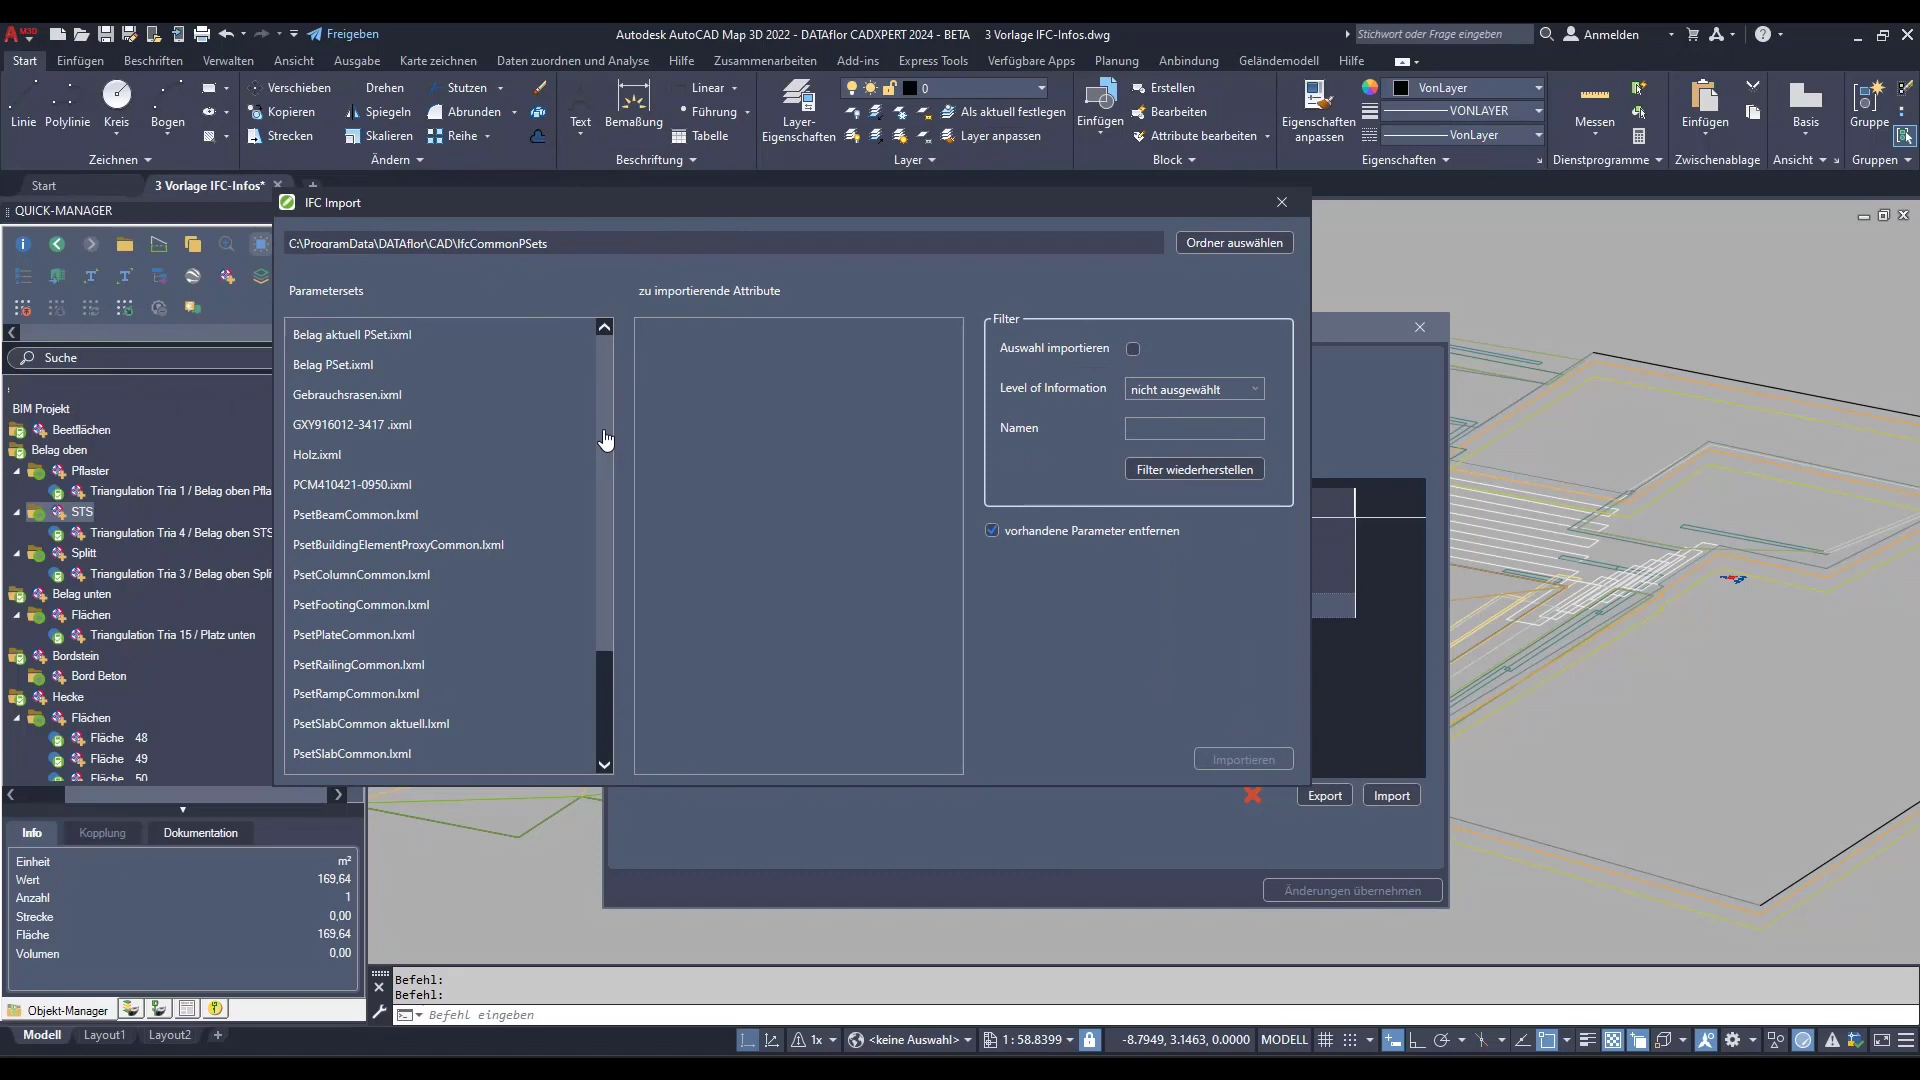 M3D
Freigeben
Autodesk AutoCAD Map 3D 2022 - DATAflor CADXPERT 2024 - BETA 3 Vorlage IFC-Infos.dwg
Stichwort oder Frage eingeben
Anmelden
Start Einfügen Beschriften Verwalten Ansicht Ausgabe Karte zeichnen Daten zuordnen und Analyse Hilfe Zusammenarbeiten Add-ins Express Tools Verfügbare Apps Planung Anbindung Geländemodell Hilfe
Linie Polylinie Kreis Bogen
Verschieben Drehen Stutzen
Kopieren Spiegeln Abrunden
Strecken Skalieren Reihe
Text Bemaßung
Linear
Führung
Tabelle
Layer-
Eigenschaften
0
Als aktuell festlegen
Layer anpassen
Einfügen
Erstellen
Bearbeiten
Attribute bearbeiten
Eigenschaften
anpassen
VonLayer
VONLAYER
VonLayer
Messen
Einfügen
Basis
Gruppe
Zeichnen Ändern Beschriftung Layer Block Eigenschaften Dienstprogramme Zwischenablage Ansicht Gruppen
Start 3 Vorlage IFC-Infos*
QUICK-MANAGER
Suche
BIM Projekt
Beetflächen
Belag oben
Pflaster
Triangulation Tria 1 / Belag oben Pfla
STS
Triangulation Tria 4 / Belag oben STS
Splitt
Triangulation Tria 3 / Belag oben Spli
Belag unten
Flächen
Triangulation Tria 15 / Platz unten
Bordstein
Bord Beton
Hecke
Flächen
Fläche 48
Fläche 49
Fläche 50
IFC Import
C:\ProgramData\DATAflor\CAD\IfcCommonPSets
Ordner auswählen
Parametersets
zu importierende Attribute
Belag aktuell PSet.ixml
Belag PSet.ixml
Gebrauchsrasen.ixml
GXY916012-3417 .ixml
Holz.ixml
PCM410421-0950.ixml
PsetBeamCommon.Ixml
PsetBuildingElementProxyCommon.Ixml
PsetColumnCommon.Ixml
PsetFootingCommon.Ixml
PsetPlateCommon.Ixml
PsetRailingCommon.Ixml
PsetRampCommon.Ixml
PsetSlabCommon aktuell.Ixml
PsetSlabCommon.Ixml
Filter
Auswahl importieren
Level of Information nicht ausgewählt
Namen
Filter wiederherstellen
vorhandene Parameter entfernen
Importieren
Export Import
Änderungen übernehmen
Info Kopplung Dokumentation
Einheit m²
Wert 169,64
Anzahl 1
Strecke 0,00
Fläche 169,64
Volumen 0,00
Objekt-Manager
Befehl:
Befehl:
Befehl eingeben
Modell Layout1 Layout2
1x
<keine Auswahl>
1 : 58.8399
-8.7949, 3.1463, 0.0000
MODELL